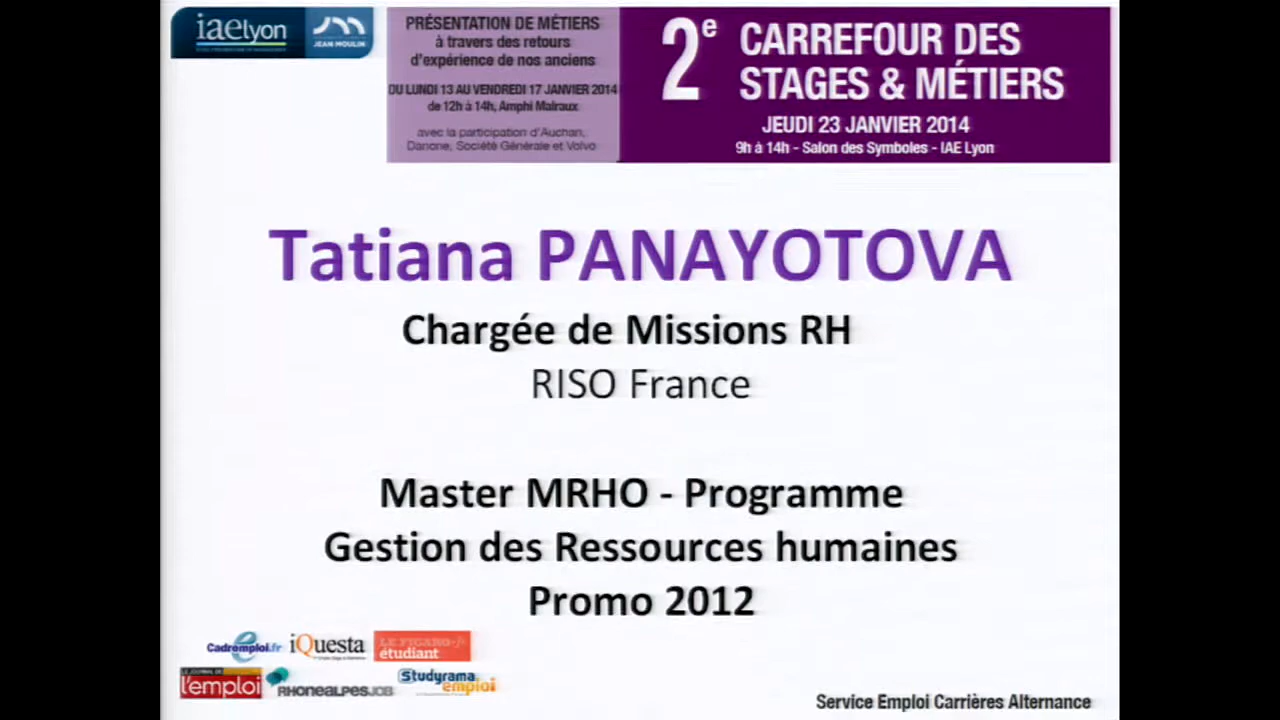 iaelyon
JEAN MOULIN
PRÉSENTATION DE MÉTIERS
à travers des retours
d'expérience de nos anciens
DU LUNDI 13 AU VENDREDI 17 JANVIER 2014
de 12h à 14h, Amphi Malraux
avec la participation d'Auchan,
Danone, Société Générale et Volvo
2e CARREFOUR DES
STAGES & MÉTIERS
JEUDI 23 JANVIER 2014
9h à 14h - Salon des Symboles - IAE Lyon
Tatiana PANAYOTOVA
Chargée de Missions RH
RISO France
Master MRHO - Programme
Gestion des Ressources humaines
Promo 2012
Cadremploi.fr
iQuesta
LE FIGARO·fr
étudiant
LE JOURNAL DE
l'emploi
RHONEALPESJOB
Studyrama
emploi
Service Emploi Carrières Alternance